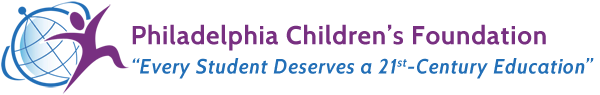 Philadelphia Children’s Foundation
“Every Student Deserves a 21st-Century Education”